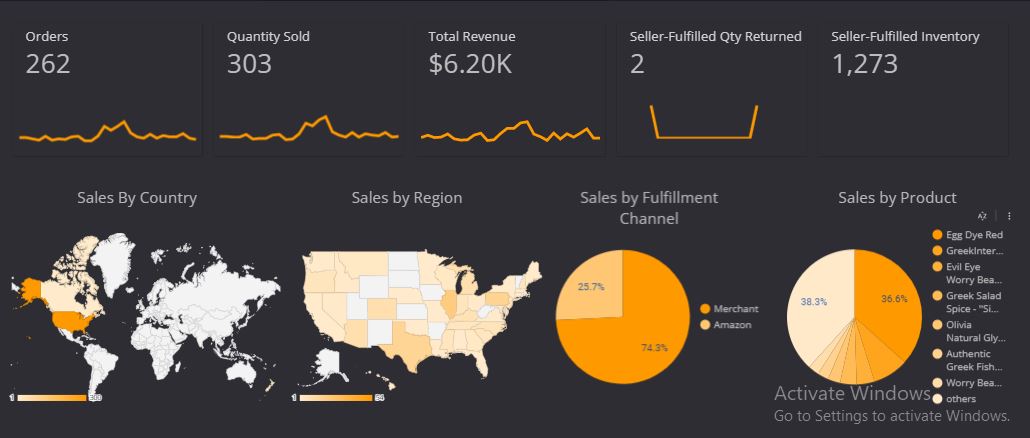 Orders
262
Quantity Sold
303
Total Revenue
$6.20K
Seller-Fulfilled Qty Returned
2
Seller-Fulfilled Inventory
1,273
Sales By Country
1
Sales by Region
1
Sales by Fulfillment
Channel
25.7%
74.3%
Merchant
Amazon
Sales by Product
38.3%
36.6%
Egg Dye Red
GreekInter...
Evil Eye
Worry Bea...
Greek Salad
Spice - "Si...
Olivia
Natural Gly...
Authentic
Greek Fish...
Worry Bea...
others
Activate Windows
Go to Settings to activate Windows.